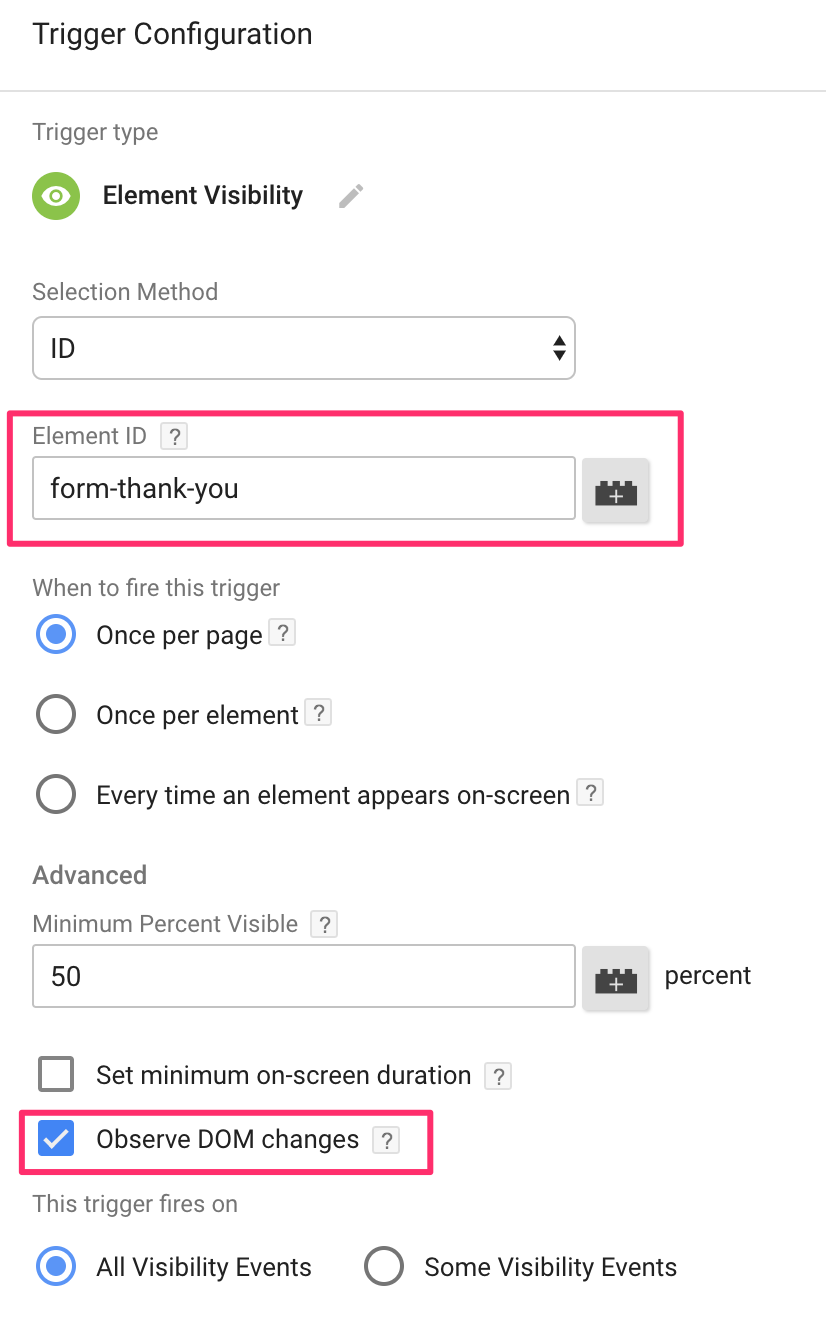 Trigger Configuration
Trigger type
Element Visibility
Selection Method
ID
Element ID ?
form-thank-you
When to fire this trigger
Once per page ?
Once per element ?
Every time an element appears on-screen ?
Advanced
Minimum Percent Visible ?
50 percent
Set minimum on-screen duration ?
Observe DOM changes ?
This trigger fires on
All Visibility Events Some Visibility Events